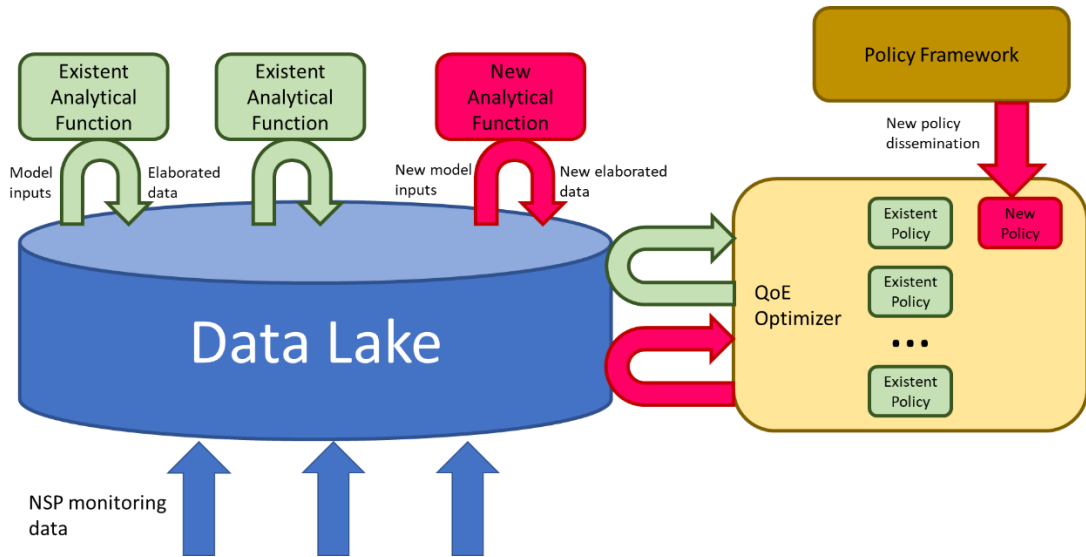 Existent
Analytical
Function
Existent
Analytical
Function
New
Analytical
Function
Policy Framework
Model
inputs
Elaborated
data
New model
inputs
New elaborated
data
New policy
dissemination
Existent
Policy
New
Policy
Existent
Policy
QoE
Optimizer
...
Existent
Policy
Data Lake
NSP monitoring
data